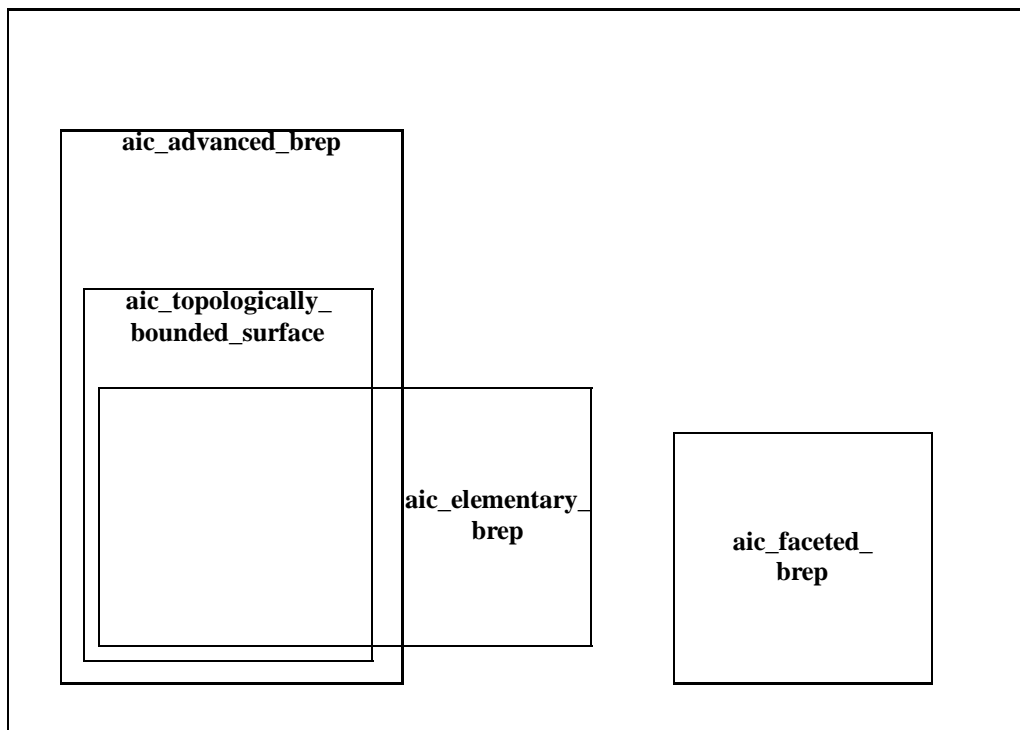 aic_advanced_brep
aic_topologically_
bounded_surface
aic_elementary_
brep
aic_faceted_
brep